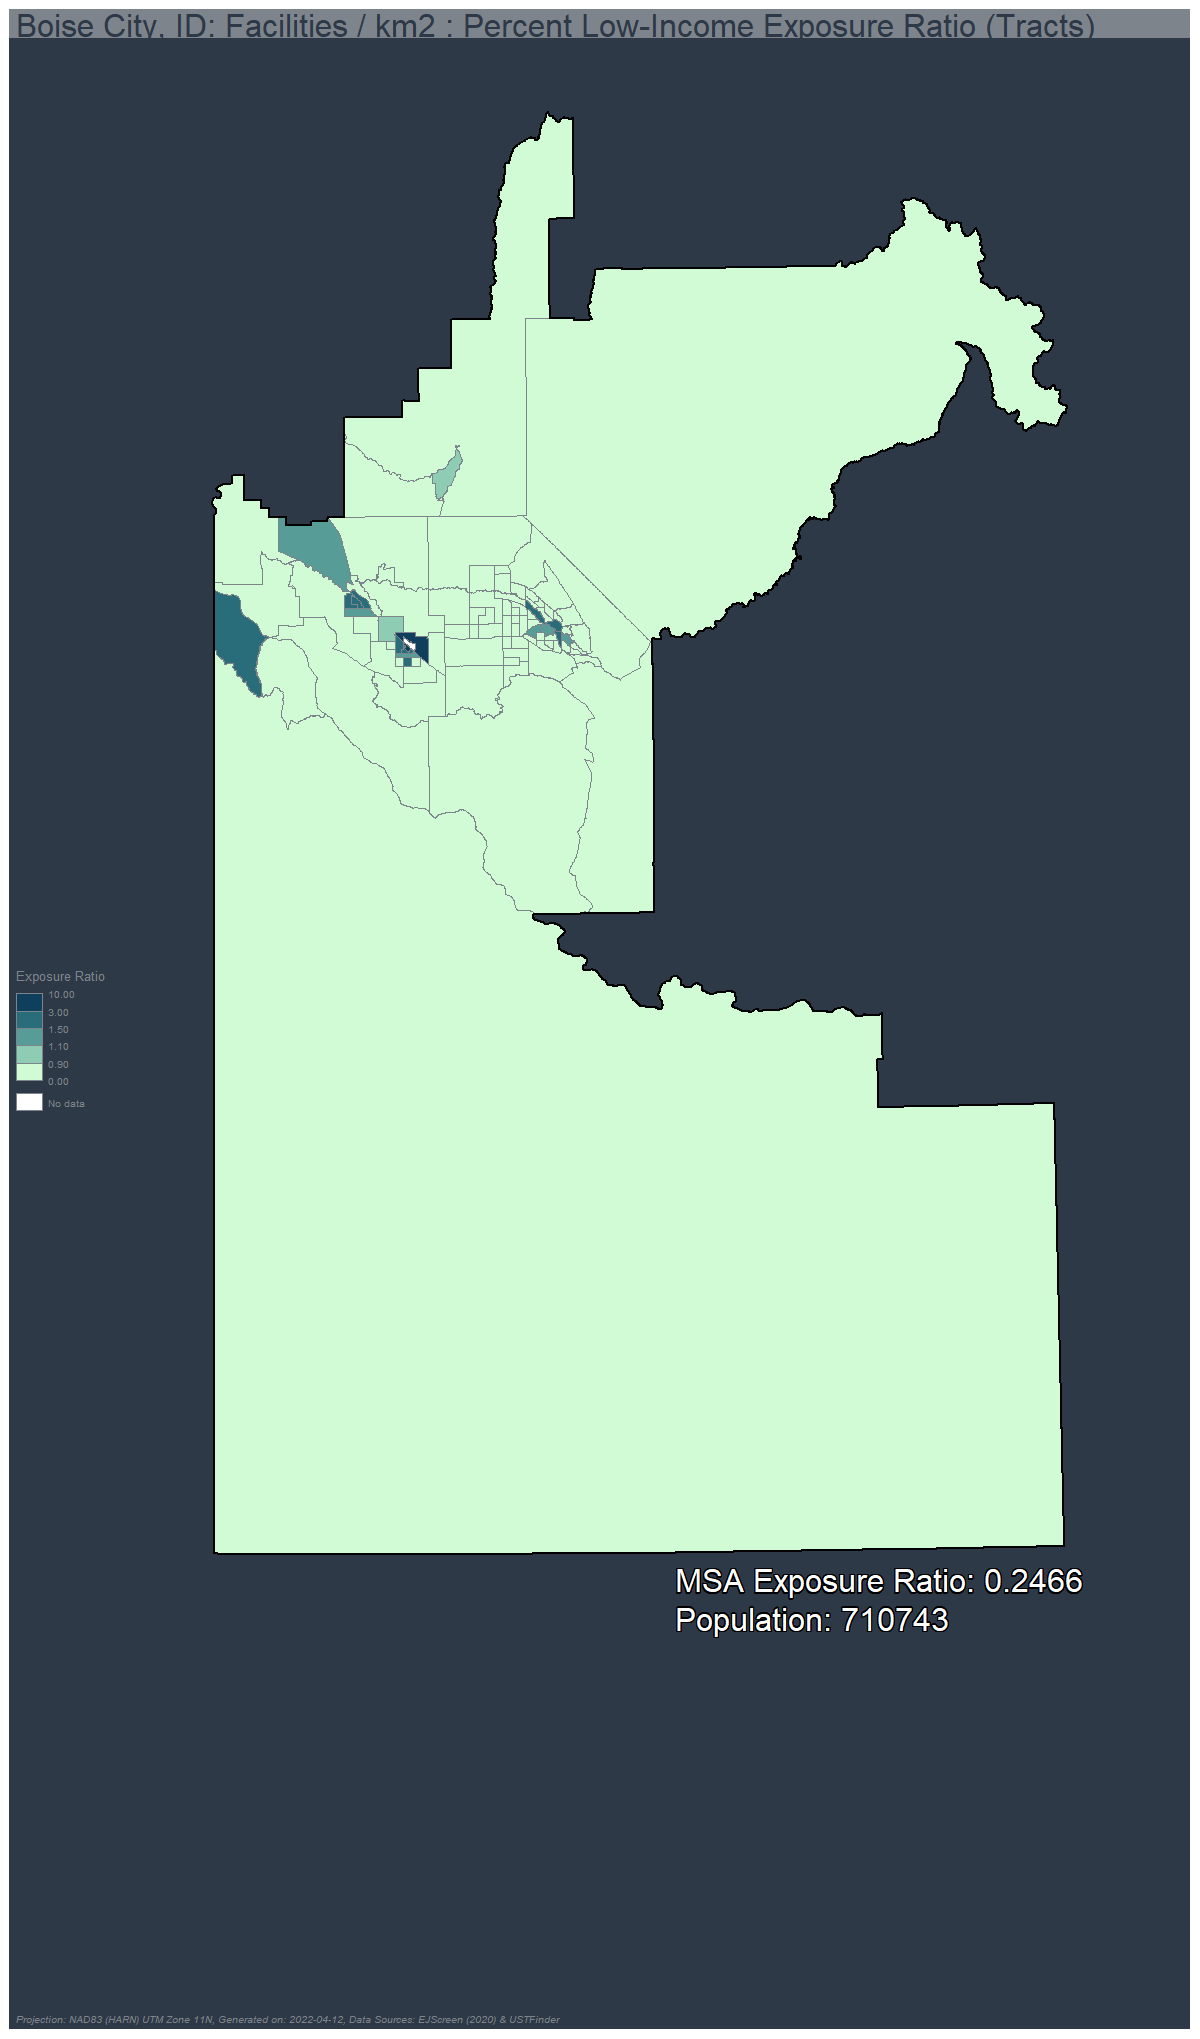 Boise City, ID: Facilities / km2 : Percent Low-Income Exposure Ratio (Tracts)
Exposure Ratio
10.00
3.00
1.50
1.10
0.90
0.00
No data
MSA Exposure Ratio: 0.2466
Population: 710743
Projection: NAD83 (HARN) UTM Zone 11N, Generated on: 2022-04-12, Data Sources: EJScreen (2020) & USTFinder